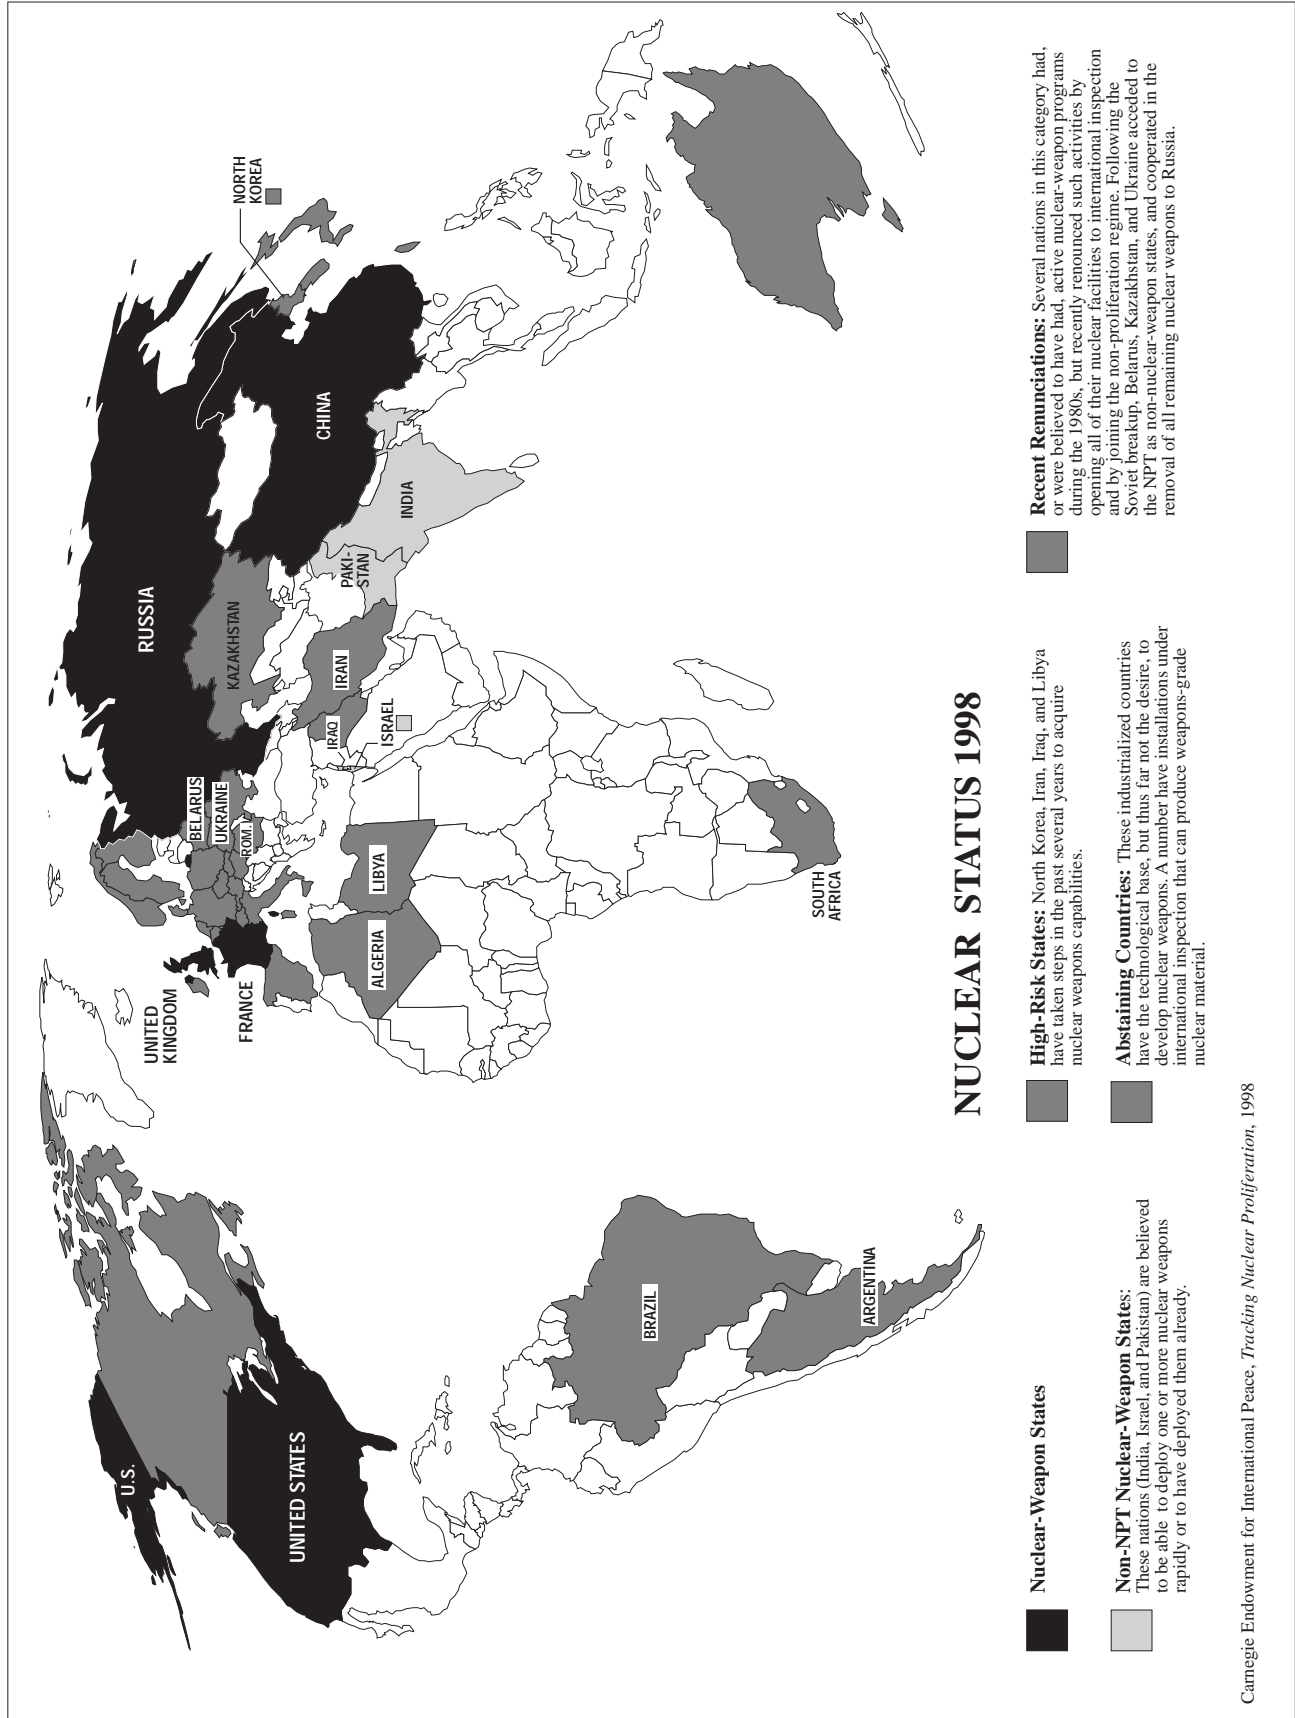 U.S.
UNITED STATES
BRAZIL
ARGENTINA
UNITED
KINGDOM
FRANCE
ALGERIA
LIBYA
BELARUS
UKRAINE
ROM.
IRAQ
ISRAEL
IRAN
SOUTH
AFRICA
RUSSIA
KAZAKHSTAN
PAKI-
STAN
INDIA
CHINA
NORTH
KOREA
NUCLEAR STATUS 1998
Nuclear-Weapon States
Non-NPT Nuclear-Weapon States:
These nations (India, Israel, and Pakistan) are believed
to be able to deploy one or more nuclear weapons
rapidly or to have deployed them already.
High-Risk States: North Korea, Iran, Iraq, and Libya
have taken steps in the past several years to acquire
nuclear weapons capabilities.
Abstaining Countries: These industrialized countries
have the technological base, but thus far not the desire, to
develop nuclear weapons. A number have installations under
international inspection that can produce weapons-grade
nuclear material.
Recent Renunciations: Several nations in this category had,
or were believed to have had, active nuclear-weapon programs
during the 1980s, but recently renounced such activities by
opening all of their nuclear facilities to international inspection
and by joining the non-proliferation regime. Following the
Soviet breakup, Belarus, Kazakhstan, and Ukraine acceded to
the NPT as non-nuclear-weapon states, and cooperated in the
removal of all remaining nuclear weapons to Russia.
Carnegie Endowment for International Peace, Tracking Nuclear Proliferation, 1998